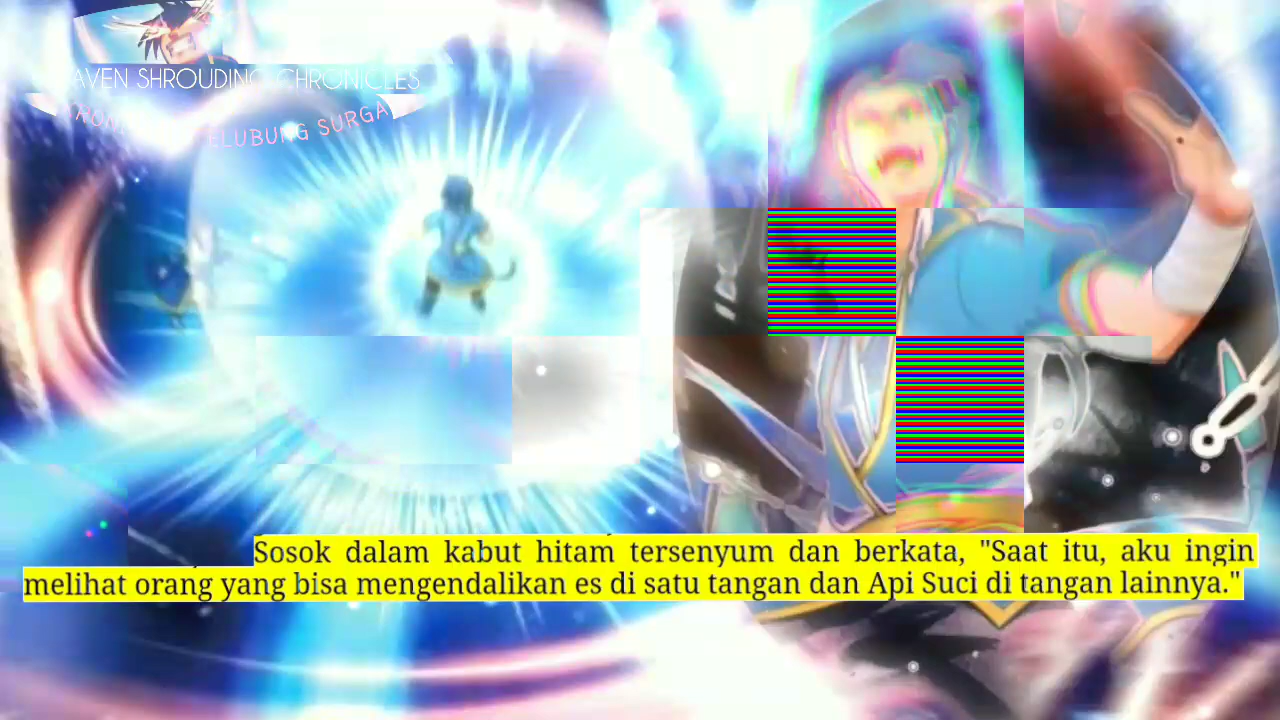 AVEN SHROUDING CHRONICLES
ELUBUNG SURGA
Sosok dalam kabut hitam tersenyum dan berkata, "Saat itu, aku ingin
melihat orang yang bisa mengendalikan es di satu tangan dan Api Suci di tangan lainnya."